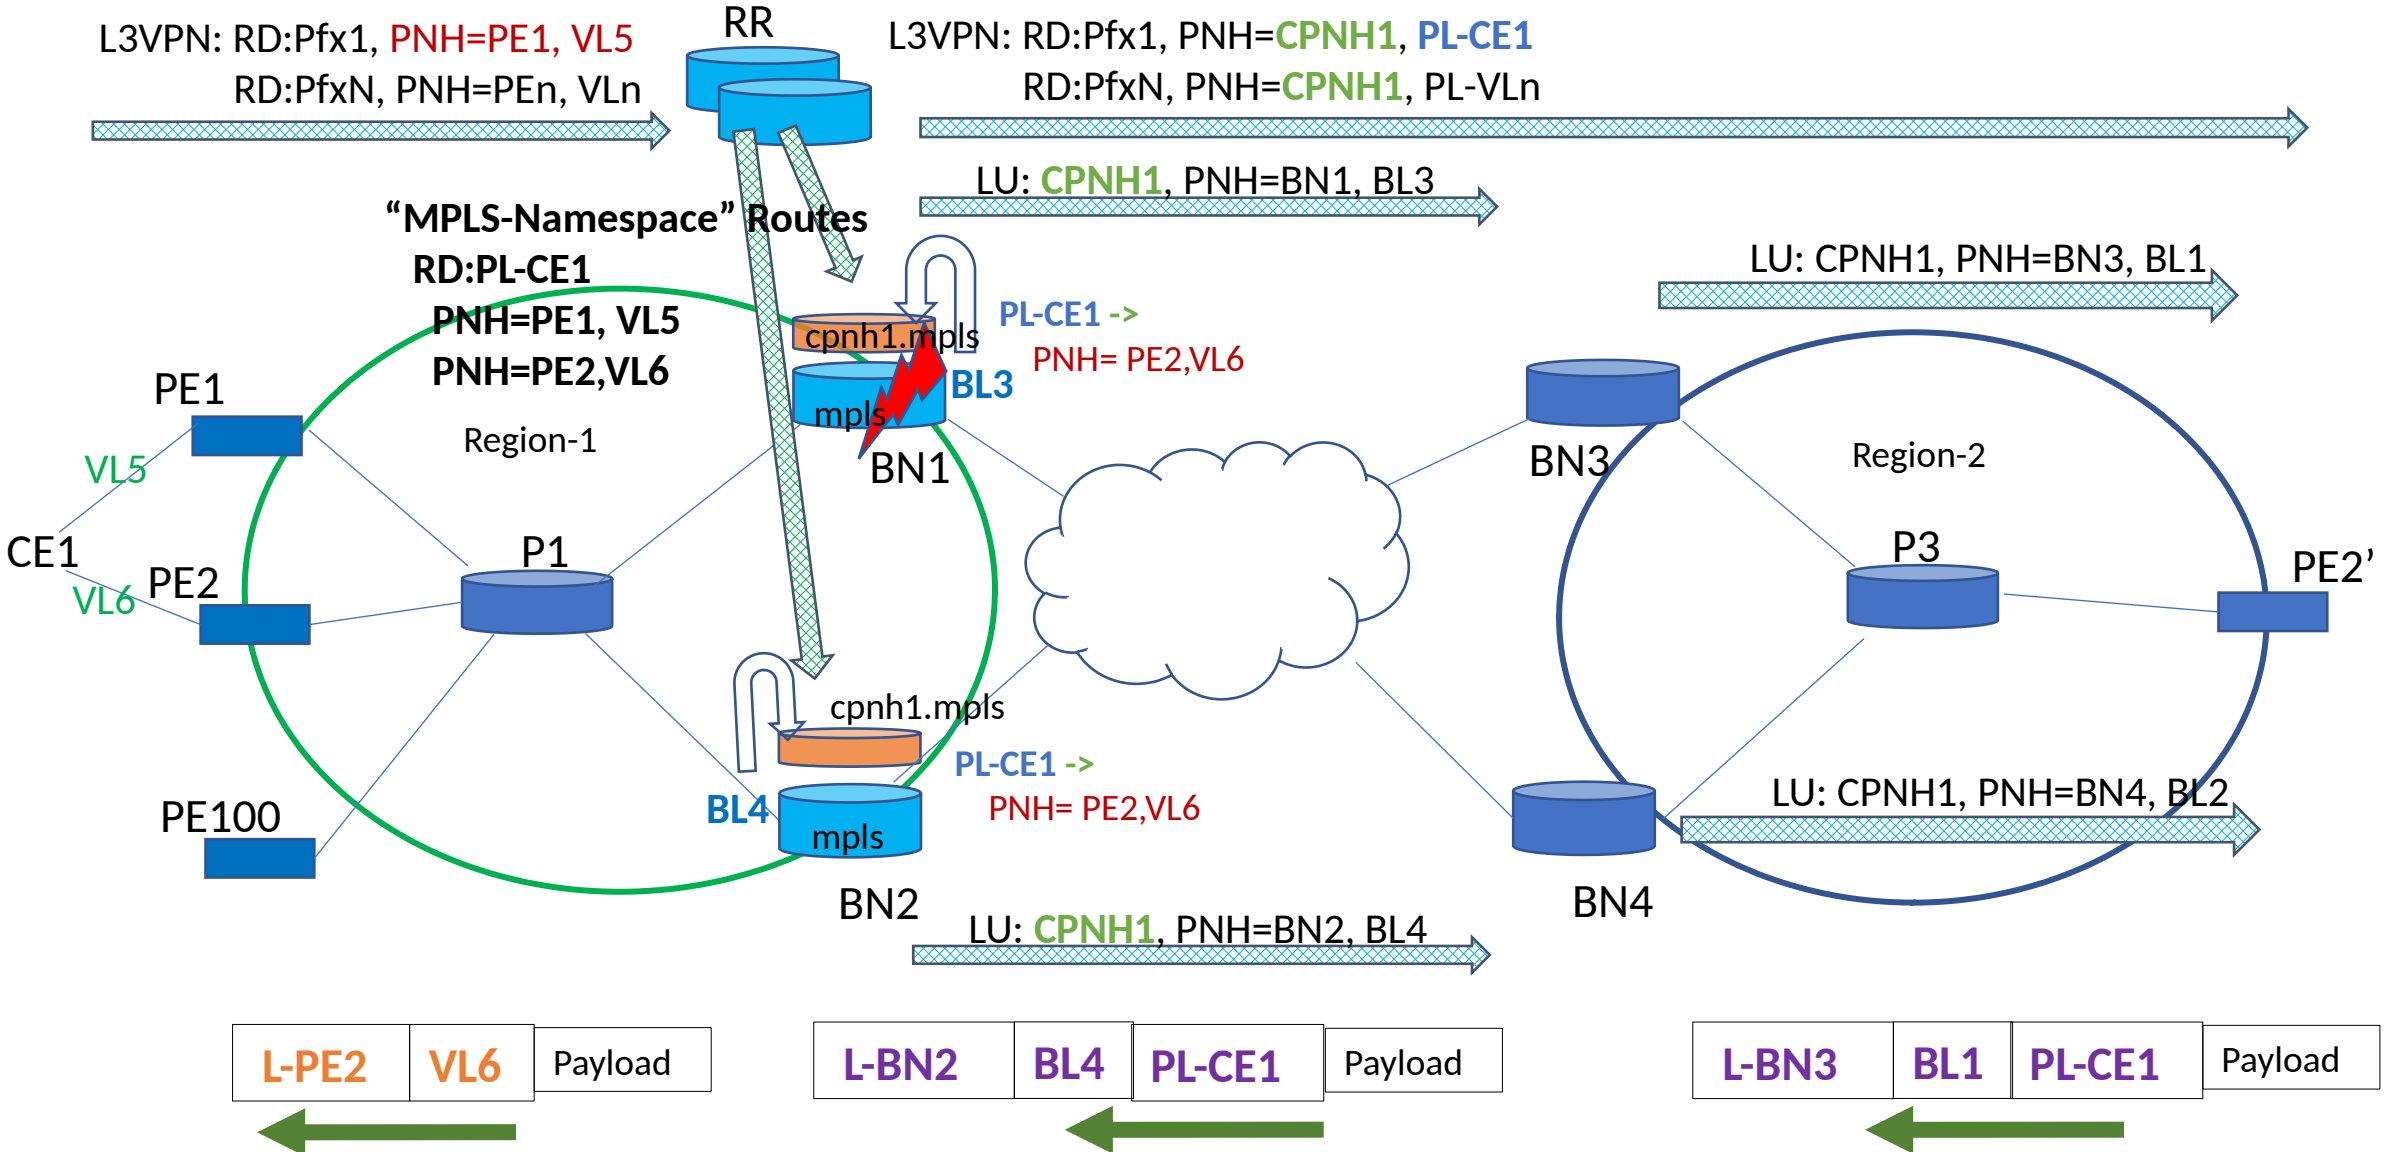 RR
L3VPN: RD:Pfx1, PNH=PE1, VL5
RD:PfxN, PNH=PEn, VLn
L3VPN: RD:Pfx1, PNH=CPNH1, PL-CE1
RD:PfxN, PNH=CPNH1, PL-VLn
LU: CPNH1, PNH=BN1, BL3
“MPLS-Namespace” Routes
RD:PL-CE1
PNH=PE1, VL5
PNH=PE2,VL6
LU: CPNH1, PNH=BN3, BL1
cpnh1.mpls
PL-CE1 ->
PNH= PE2,VL6
BL3
mpls
BN1
PE1
Region-1
VL5
BN3
Region-2
CE1
PE2
VL6
P1
P3
PE2’
cpnh1.mpls
PL-CE1 ->
PNH= PE2,VL6
BL4
mpls
PE100
LU: CPNH1, PNH=BN4, BL2
BN2
BN4
LU: CPNH1, PNH=BN2, BL4
L-PE2 VL6 Payload
L-BN2 BL4 PL-CE1 Payload
L-BN3 BL1 PL-CE1 Payload